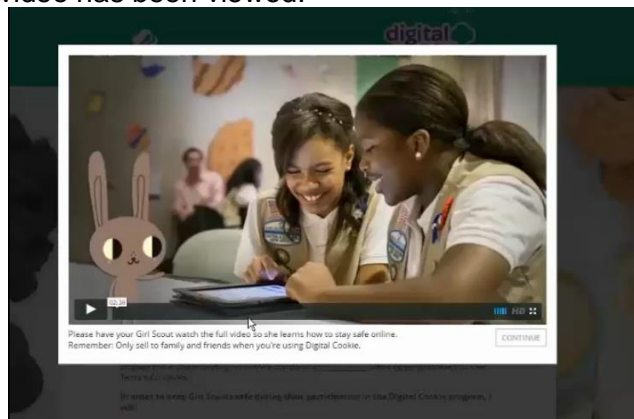 video has been viewed.
digital
02:36
HD
Please have your Girl Scout watch the full video so she learns how to stay safe online.
Remember: Only sell to family and friends when you're using Digital Cookie.
CONTINUE
In order to keep Girl Scouts safe during their participation in the Digital Cookie program, I